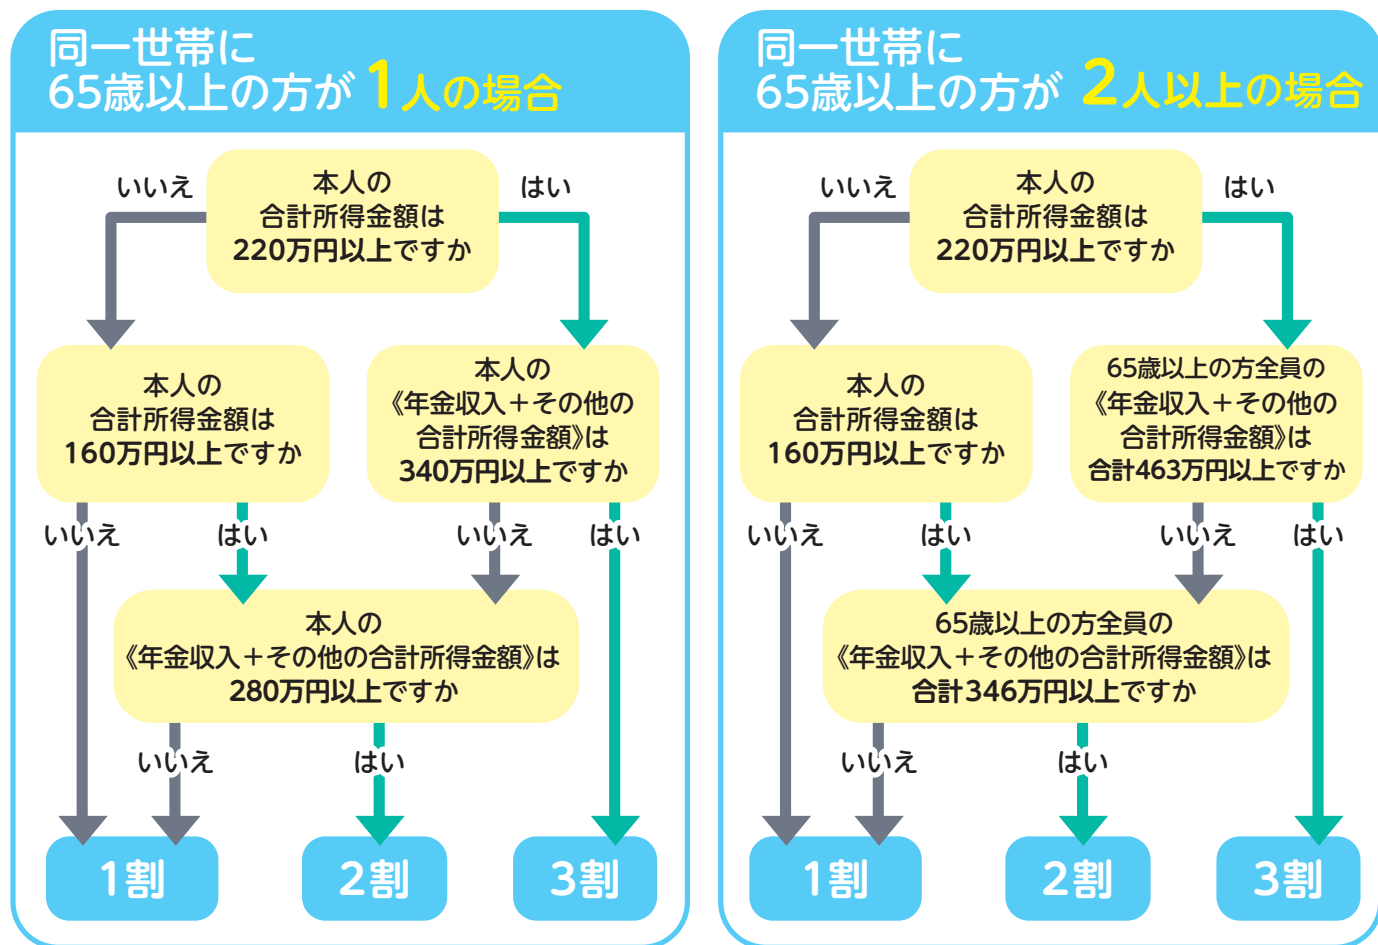 同一世帯に
65歳以上の方が 1人の場合
いいえ
本人の
合計所得金額は
220万円以上ですか
はい
本人の
合計所得金額は
160万円以上ですか
本人の
《年金収入+その他の
合計所得金額》は
340万円以上ですか
いいえ
はい
いいえ
はい
本人の
《年金収入+その他の合計所得金額》は
280万円以上ですか
いいえ
はい
1割
2割
3割
同一世帯に
65歳以上の方が 2人以上の場合
いいえ
本人の
合計所得金額は
220万円以上ですか
はい
本人の
合計所得金額は
160万円以上ですか
65歳以上の方全員の
《年金収入+その他の
合計所得金額》は
合計463万円以上ですか
いいえ
はい
いいえ
はい
65歳以上の方全員の
《年金収入+その他の合計所得金額》は
合計346万円以上ですか
いいえ
はい
1割
2割
3割